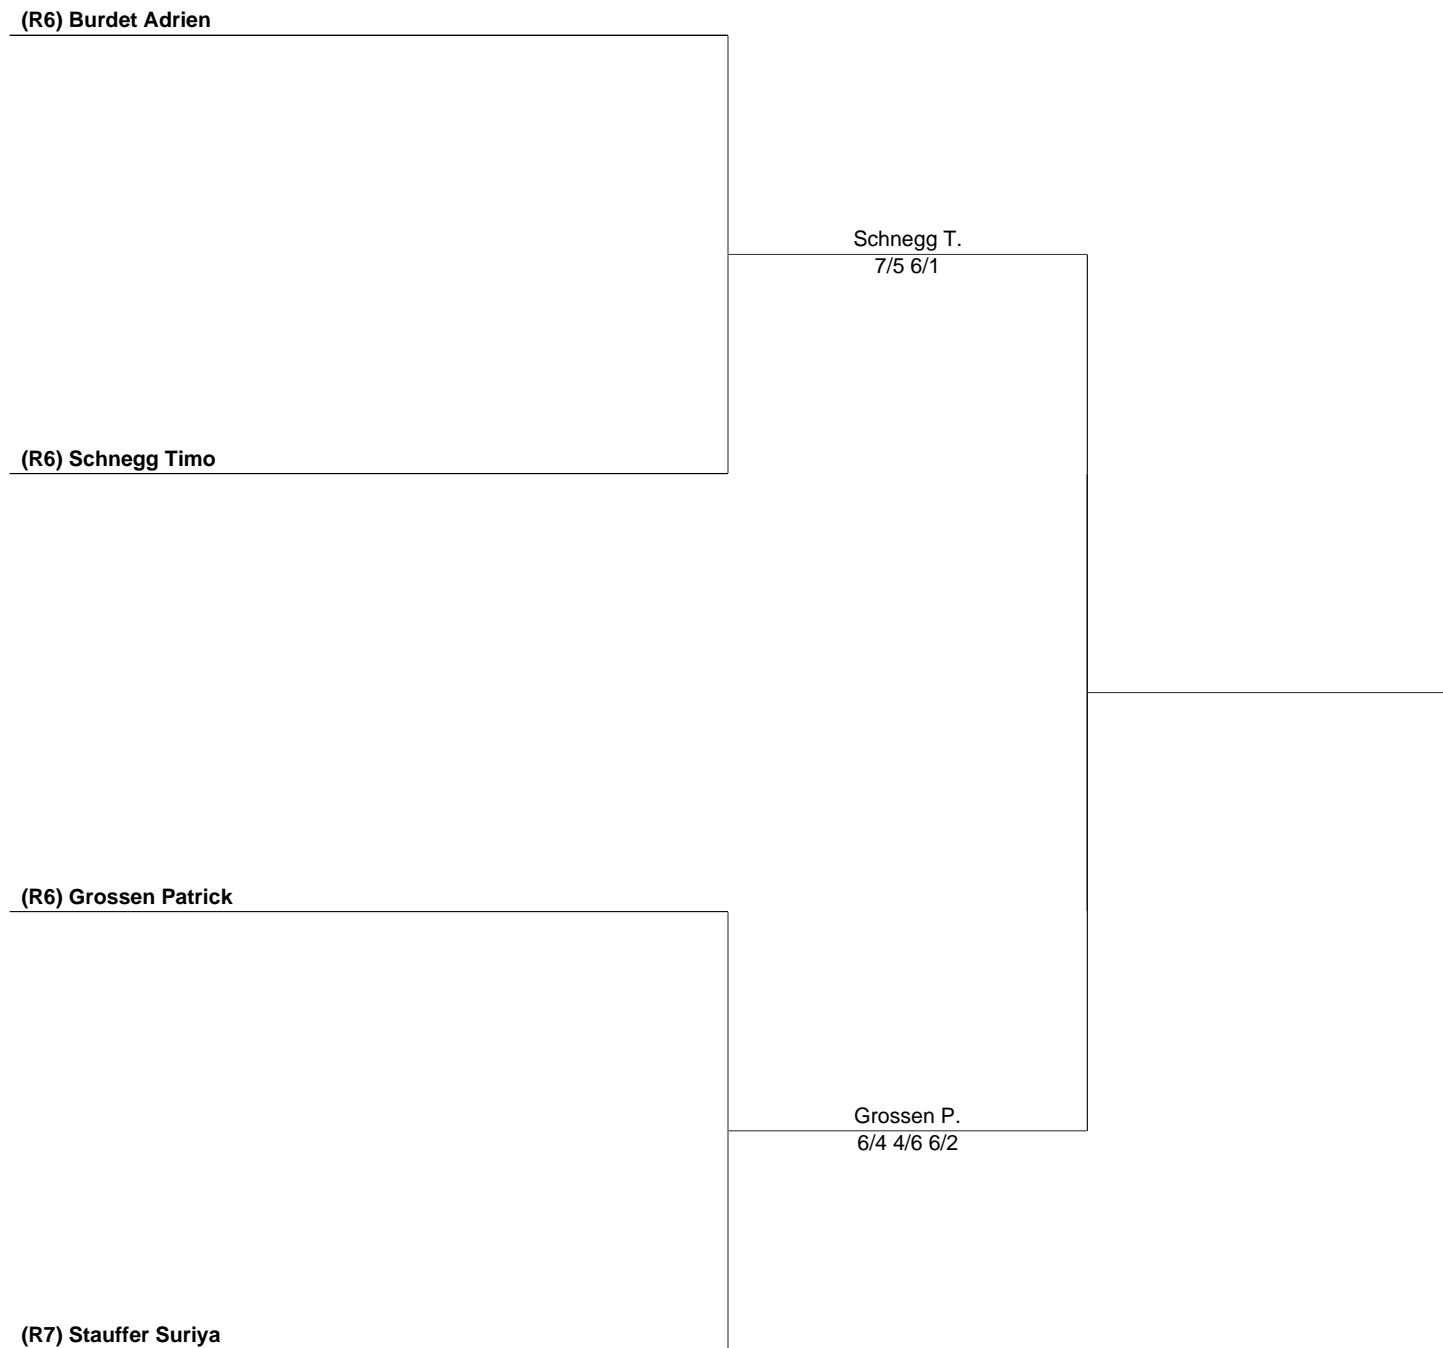 (R6) Burdet Adrien
Schnegg T.
7/5 6/1
(R6) Schnegg Timo
(R6) Grossen Patrick
Grossen P.
6/4 4/6 6/2
(R7) Stauffer Suriya